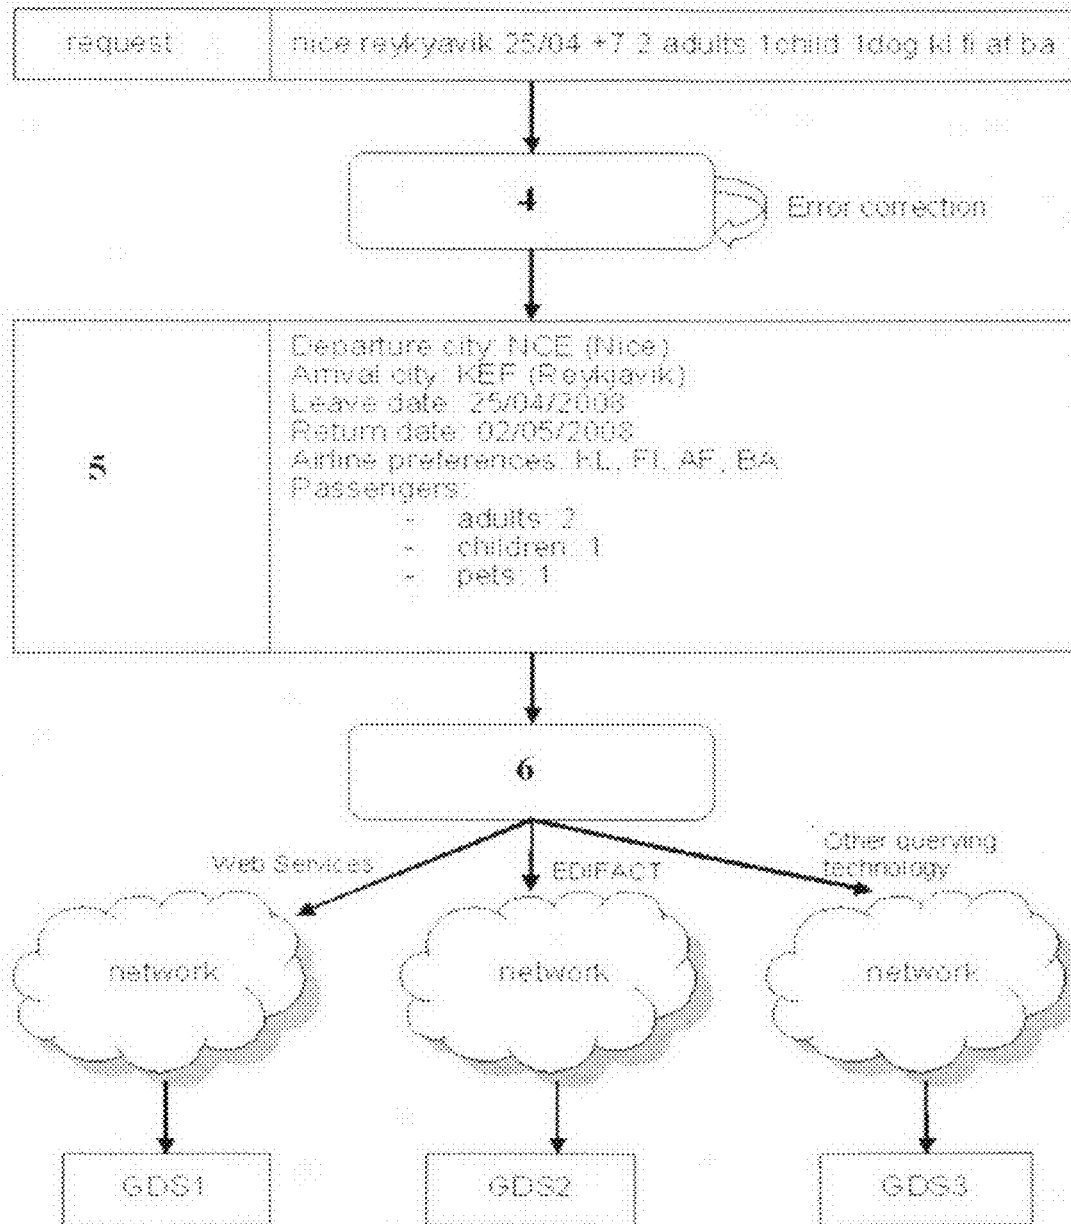 request nice reykyavik 25/04 +7 2 adults 1child 1dog kl fi af ba
4
Error correction
Departure city: NCE (Nice)
Arrival city: KEF (Reykjavik)
Leave date: 25/04/2008
Return date: 02/05/2008
5
Airline preferences: KL, FI, AF, BA
Passengers:
- adults: 2
- children: 1
- pets: 1
6
Web Services
EDIFACT
Other querying
technology
network
network
network
GDS1
GDS2
GDS3